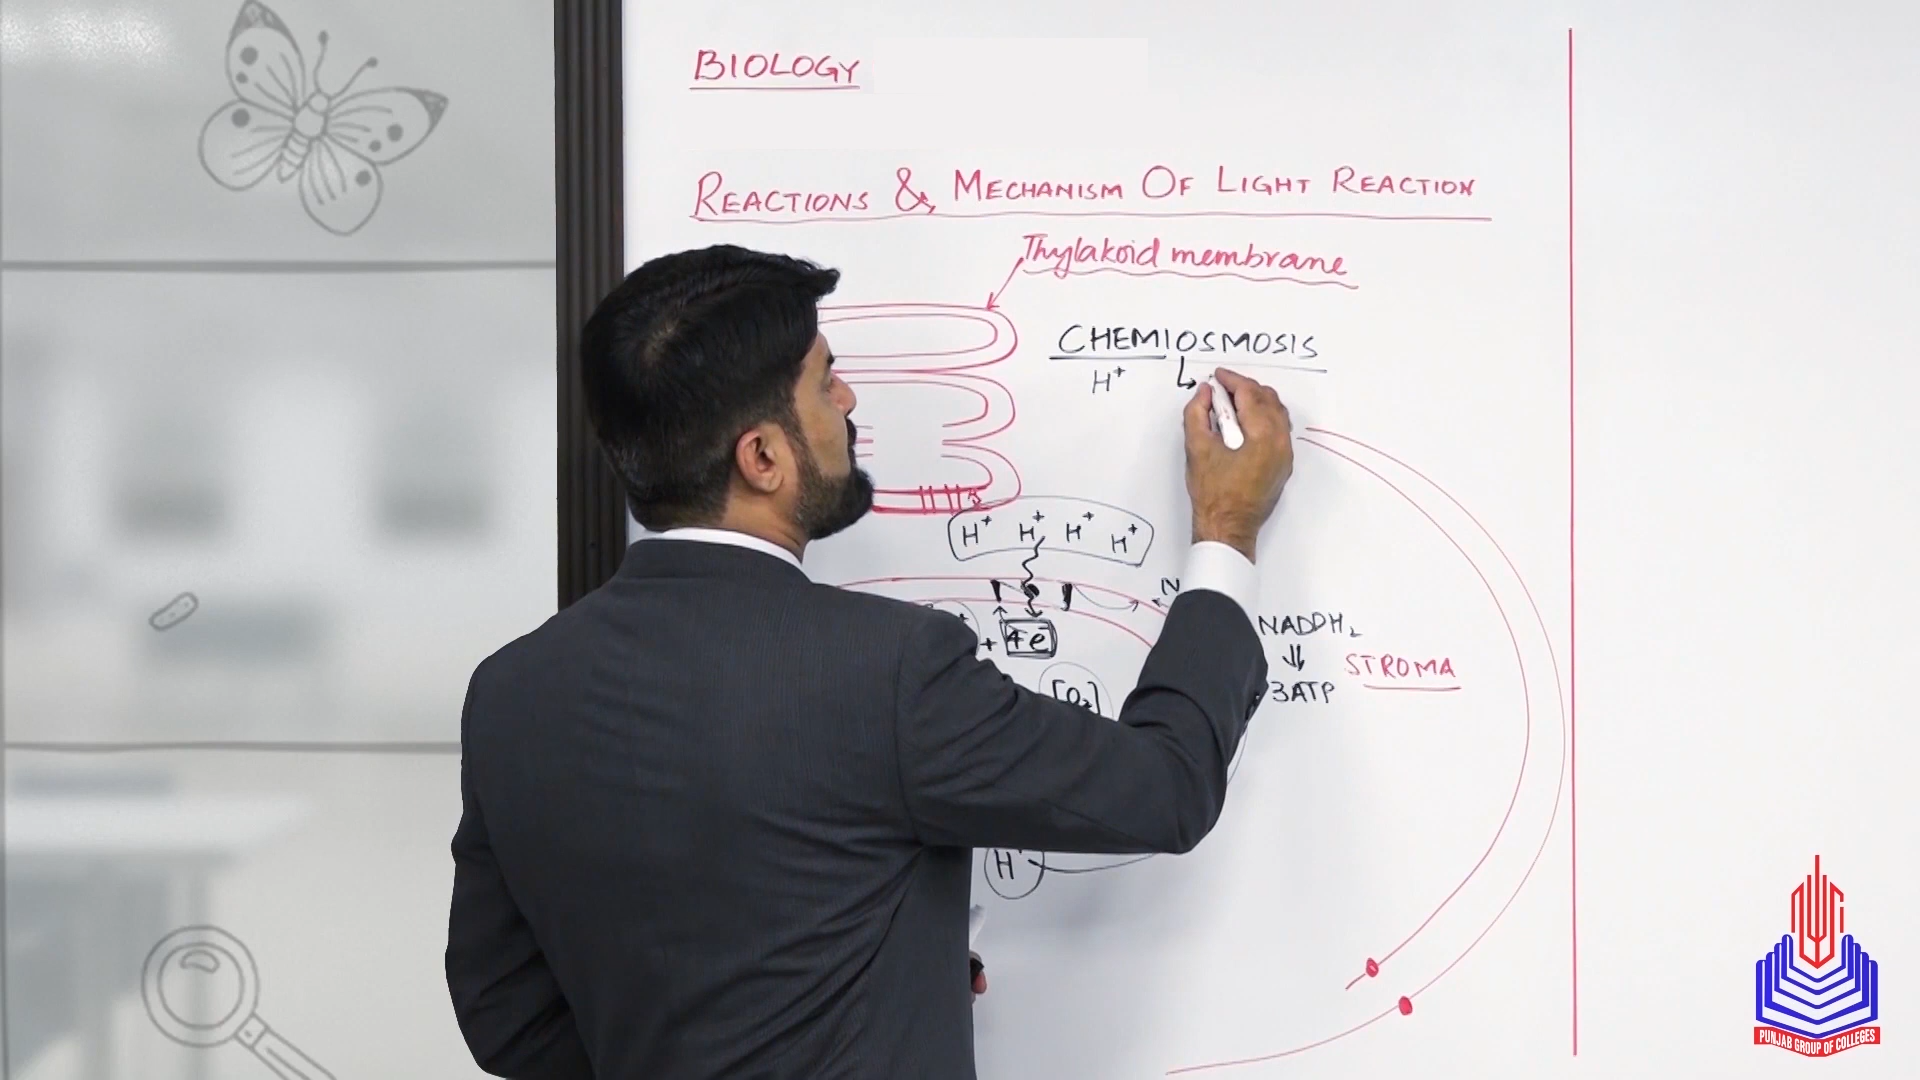 BIOLOGY
REACTIONS & MECHANISM OF LIGHT REACTION
Thylakoid membrane
CHEMIOSMOSIS
H⁺
H⁺ H⁺ H⁺ H⁺
N
+ 4e
NADPH₂
⇓ STROMA
3ATP
[O₂]
H⁺
PUNJAB GROUP OF COLLEGES